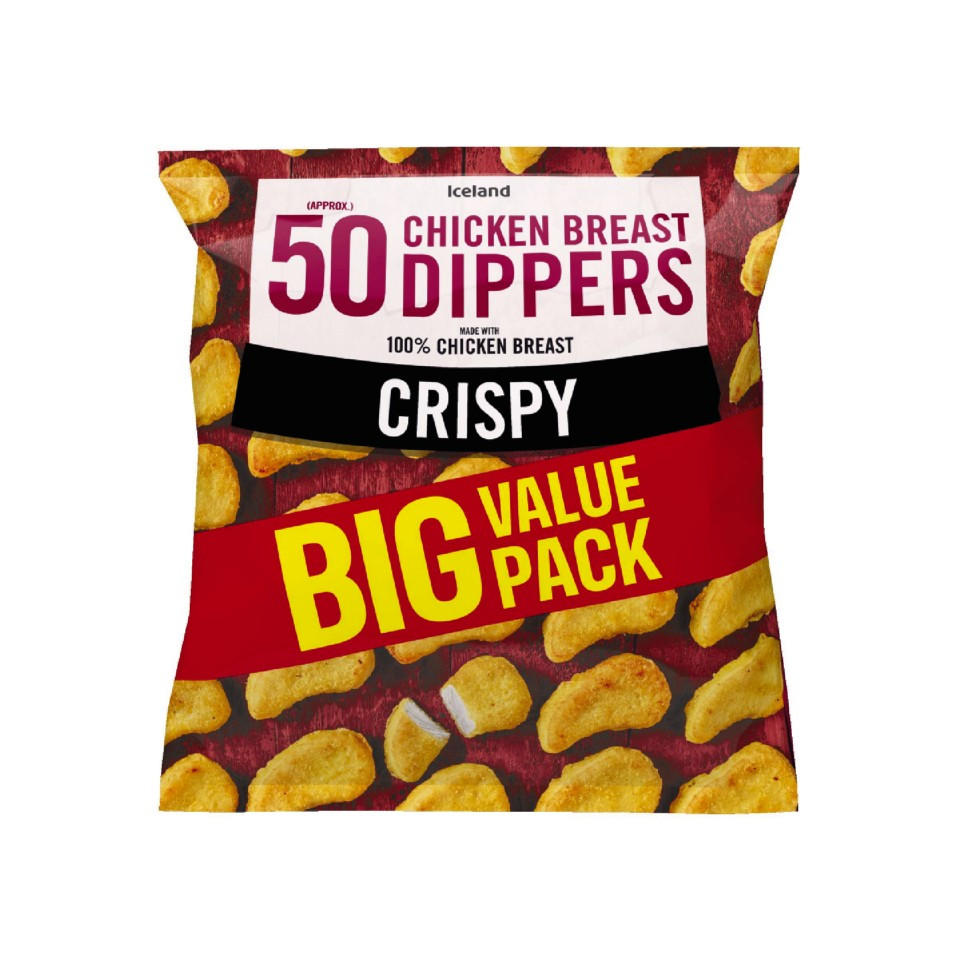 Iceland
(APPROX.)
50 CHICKEN BREAST
DIPPERS
MADE WITH
100% CHICKEN BREAST
CRISPY
BIG VALUE
PACK